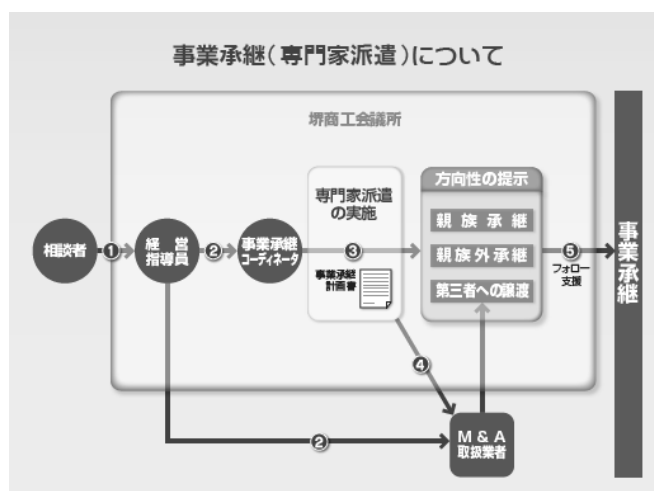 事業承継(専門家派遣)について
堺商工会議所
相談者
❶
経営
指導員
❷
事業承継
コーディネータ
専門家派遣
の実施
❸
事業承継
計画書
方向性の提示
親族承継
親族外承継
第三者への譲渡
❺
フォロー
支援
事業承継
❹
❷
M&A
取扱業者